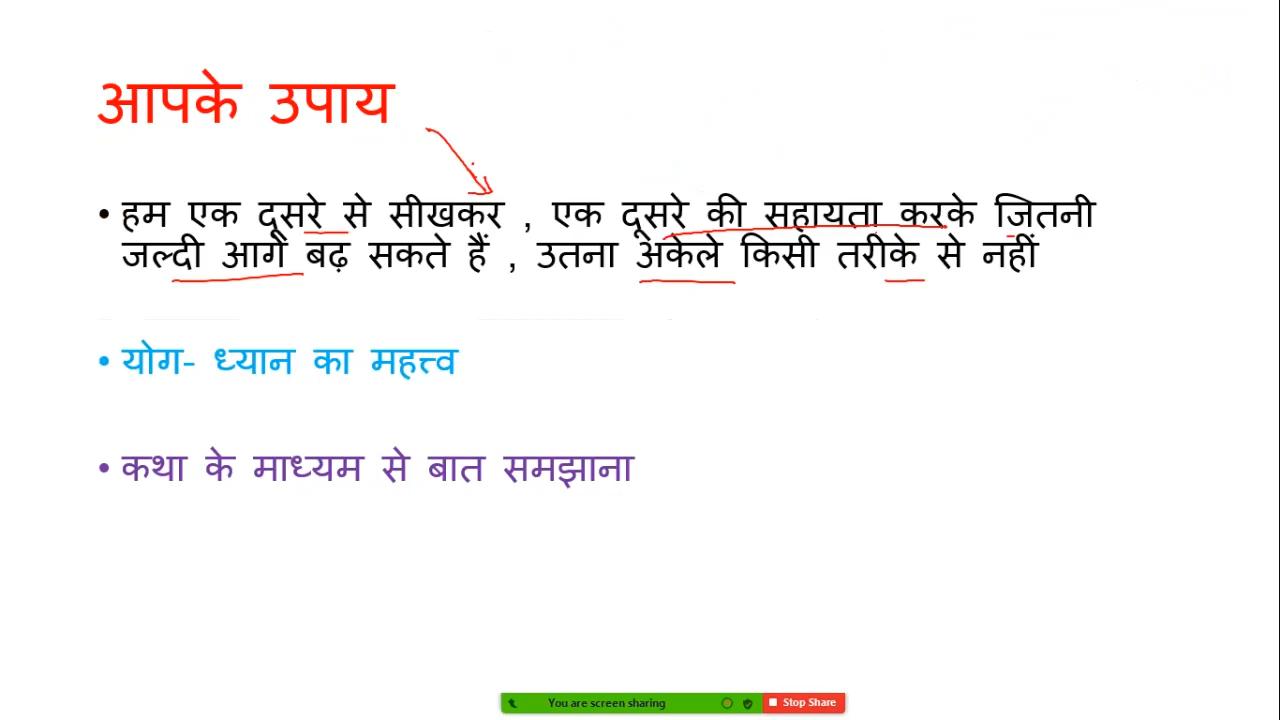 आपके उपाय
• हम एक दूसरे से सीखकर , एक दूसरे की सहायता करके जितनी
जल्दी आगे बढ़ सकते हैं , उतना अकेले किसी तरीके से नहीं
• योग- ध्यान का महत्त्व
• कथा के माध्यम से बात समझाना
You are screen sharing Stop Share